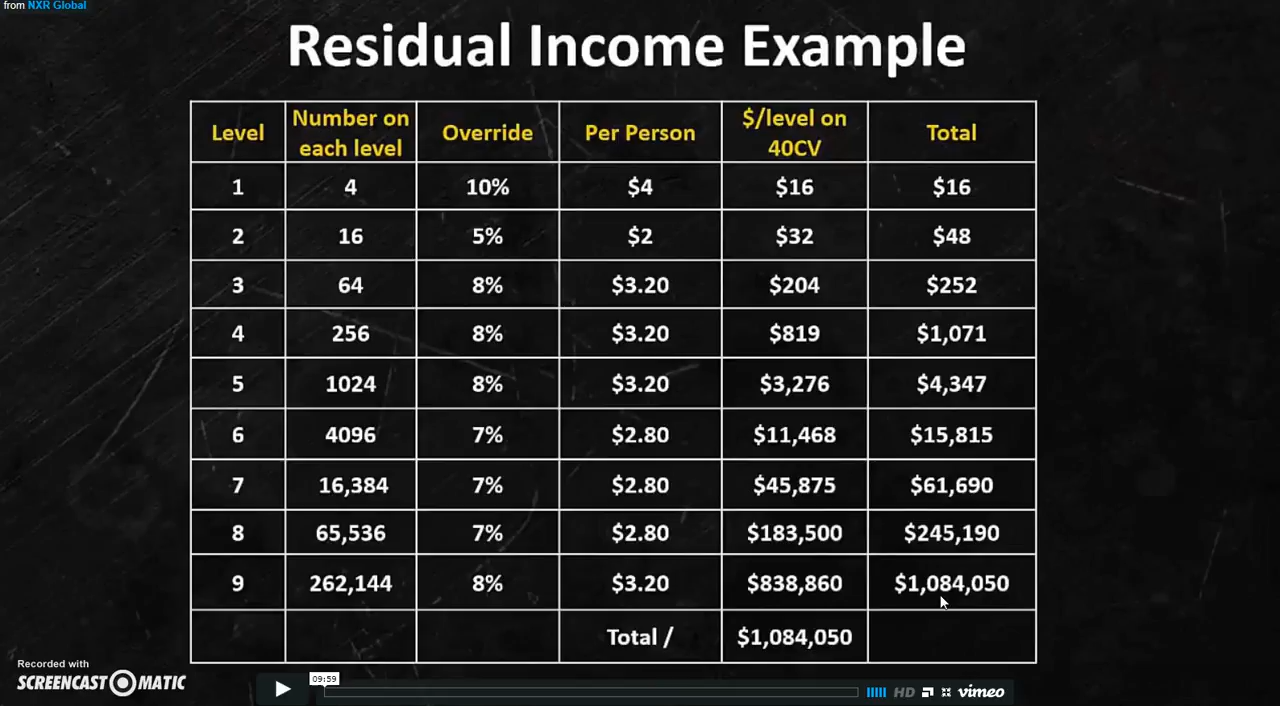 from NXR Global
Residual Income Example
Level Number on each level Override Per Person $/level on 40CV Total
1 4 10% $4 $16 $16
2 16 5% $2 $32 $48
3 64 8% $3.20 $204 $252
4 256 8% $3.20 $819 $1,071
5 1024 8% $3.20 $3,276 $4,347
6 4096 7% $2.80 $11,468 $15,815
7 16,384 7% $2.80 $45,875 $61,690
8 65,536 7% $2.80 $183,500 $245,190
9 262,144 8% $3.20 $838,860 $1,084,050
Total / $1,084,050
Recorded with
SCREENCAST MATIC
09:59
HD vimeo